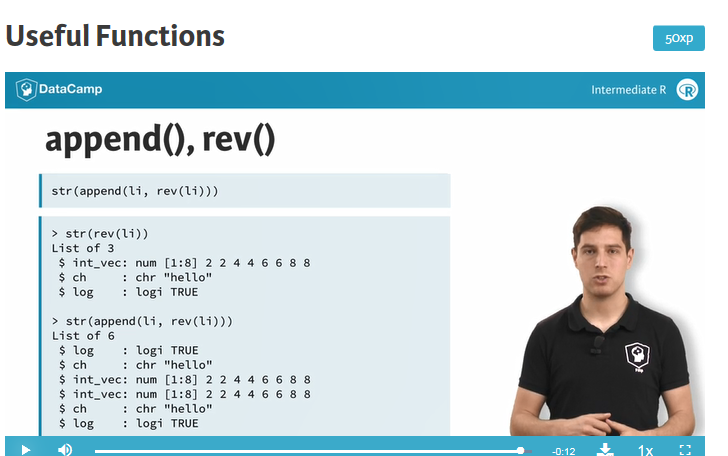 Useful Functions
50xp
DataCamp
Intermediate R
R
append(), rev()
str(append(li, rev(li)))
> str(rev(li))
List of 3
$ int_vec: num [1:8] 2 2 4 4 6 6 8 8
$ ch : chr "hello"
$ log : logi TRUE
> str(append(li, rev(li)))
List of 6
$ log : logi TRUE
$ ch : chr "hello"
$ int_vec: num [1:8] 2 2 4 4 6 6 8 8
$ int_vec: num [1:8] 2 2 4 4 6 6 8 8
$ ch : chr "hello"
$ log : logi TRUE
-0:12
1x